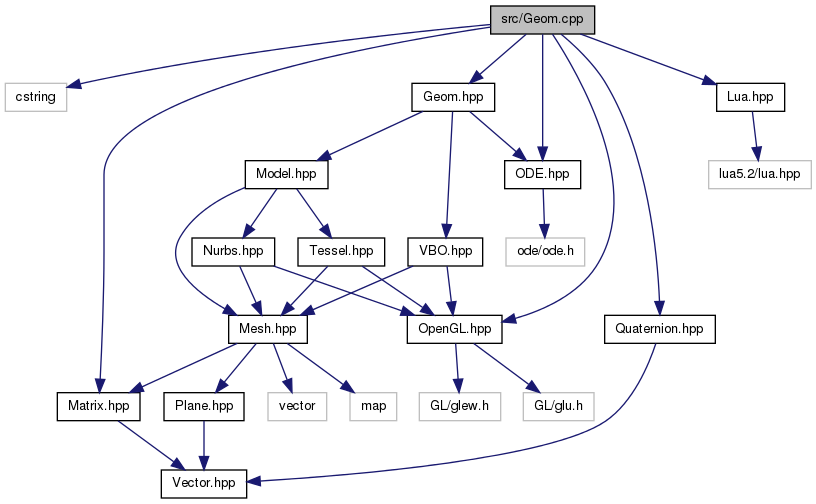 src/Geom.cpp
cstring
Geom.hpp
Lua.hpp
Model.hpp
ODE.hpp
lua5.2/lua.hpp
Nurbs.hpp
Tessel.hpp
VBO.hpp
ode/ode.h
Mesh.hpp
OpenGL.hpp
Quaternion.hpp
Matrix.hpp
Plane.hpp
vector
map
GL/glew.h
GL/glu.h
Vector.hpp